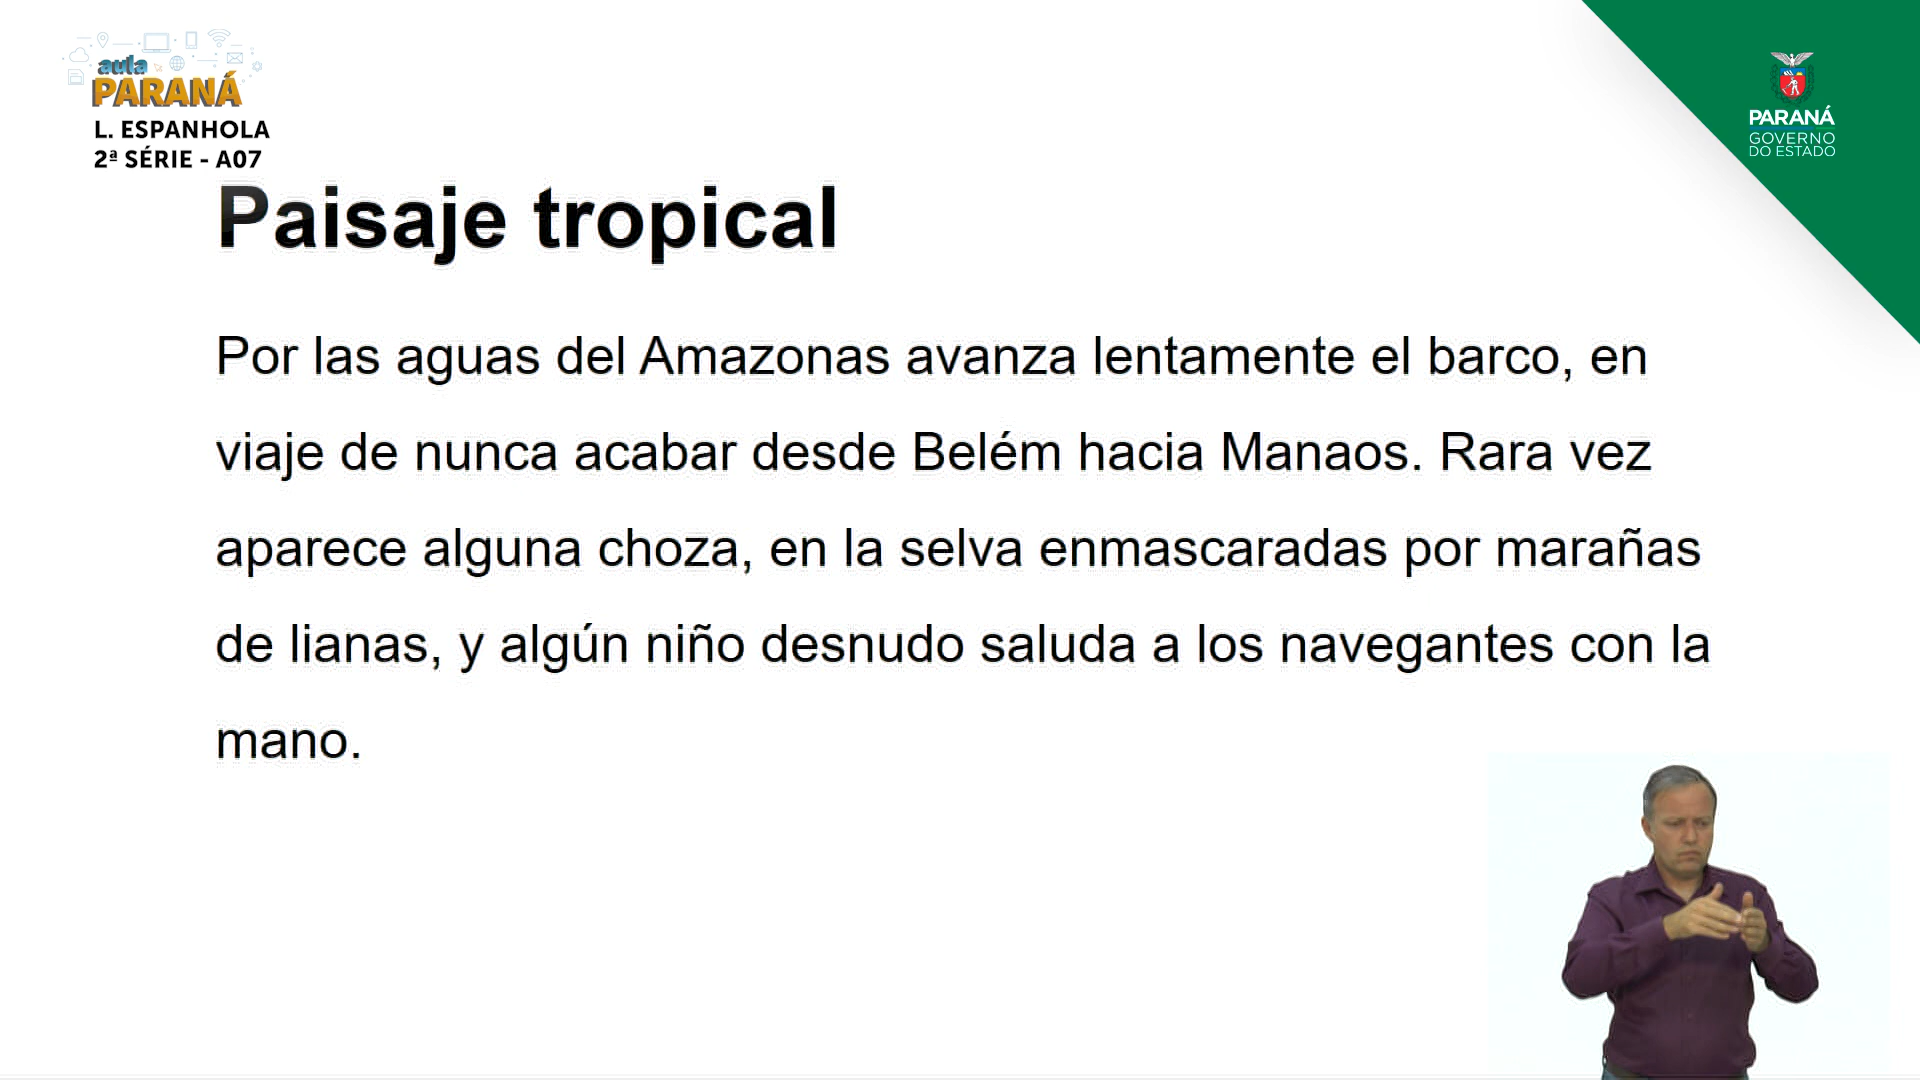 aula
PARANÁ
L. ESPANHOLA
2ª SÉRIE - A07
PARANÁ
GOVERNO
DO ESTADO
Paisaje tropical
Por las aguas del Amazonas avanza lentamente el barco, en
viaje de nunca acabar desde Belém hacia Manaos. Rara vez
aparece alguna choza, en la selva enmascaradas por marañas
de lianas, y algún niño desnudo saluda a los navegantes con la
mano.